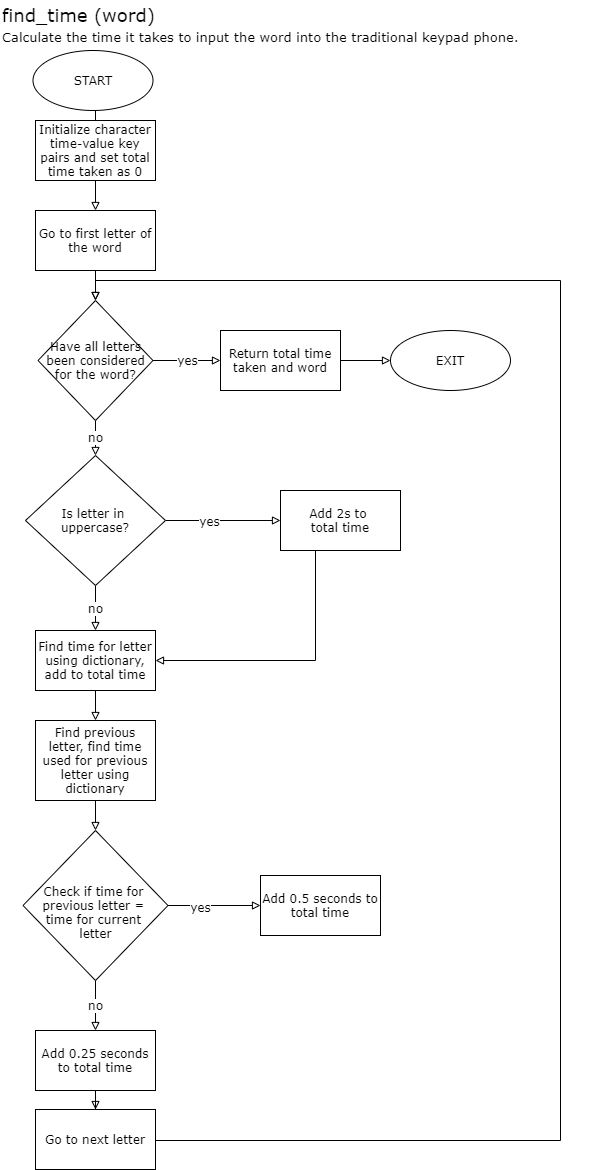 find_time (word)
Calculate the time it takes to input the word into the traditional keypad phone.
START
Initialize character
time-value key
pairs and set total
time taken as 0
Go to first letter of
the word
Have all letters
been considered
for the word?
yes
Return total time
taken and word
EXIT
no
Is letter in
uppercase?
yes
Add 2s to
total time
no
Find time for letter
using dictionary,
add to total time
Find previous
letter, find time
used for previous
letter using
dictionary
Check if time for
previous letter =
time for current
letter
yes
Add 0.5 seconds to
total time
no
Add 0.25 seconds
to total time
Go to next letter